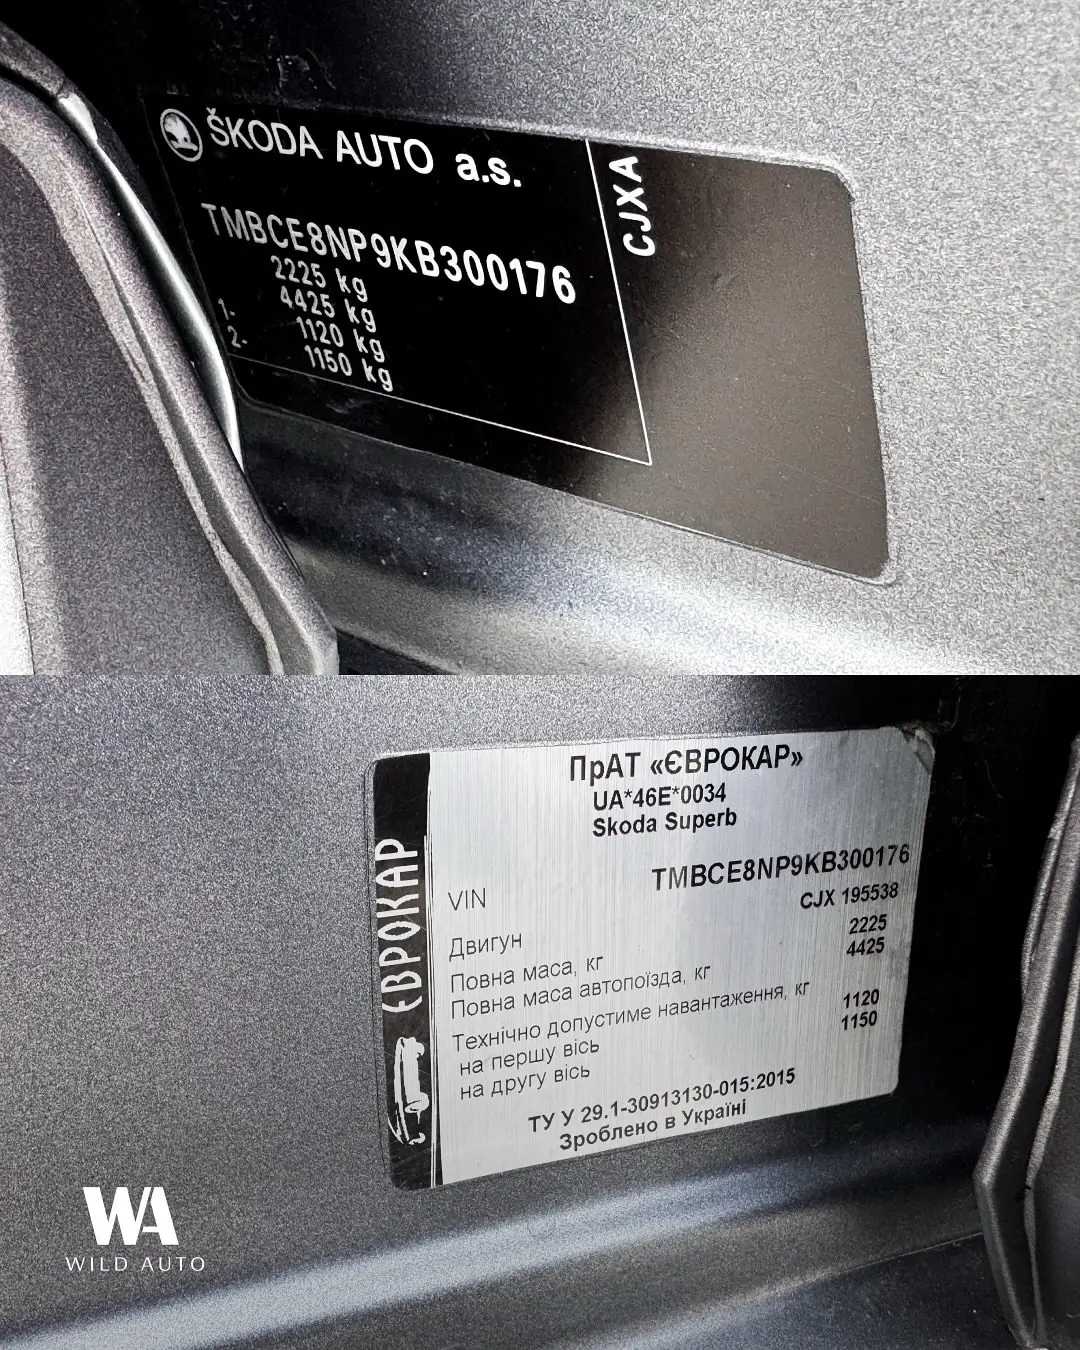 ŠKODA AUTO a.s.
CJXA
TMBCE8NP9KB300176
2225 kg
4425 kg
1- 1120 kg
2- 1150 kg
ЄВРОКАР
ПрАТ «ЄВРОКАР»
UA*46E*0034
Skoda Superb
VIN TMBCE8NP9KB300176
Двигун CJX 195538
Повна маса, кг 2225
Повна маса автопоїзда, кг 4425
Технічно допустиме навантаження, кг
на першу вісь 1120
на другу вісь 1150
ТУ У 29.1-30913130-015:2015
Зроблено в Україні
WA
WILD AUTO